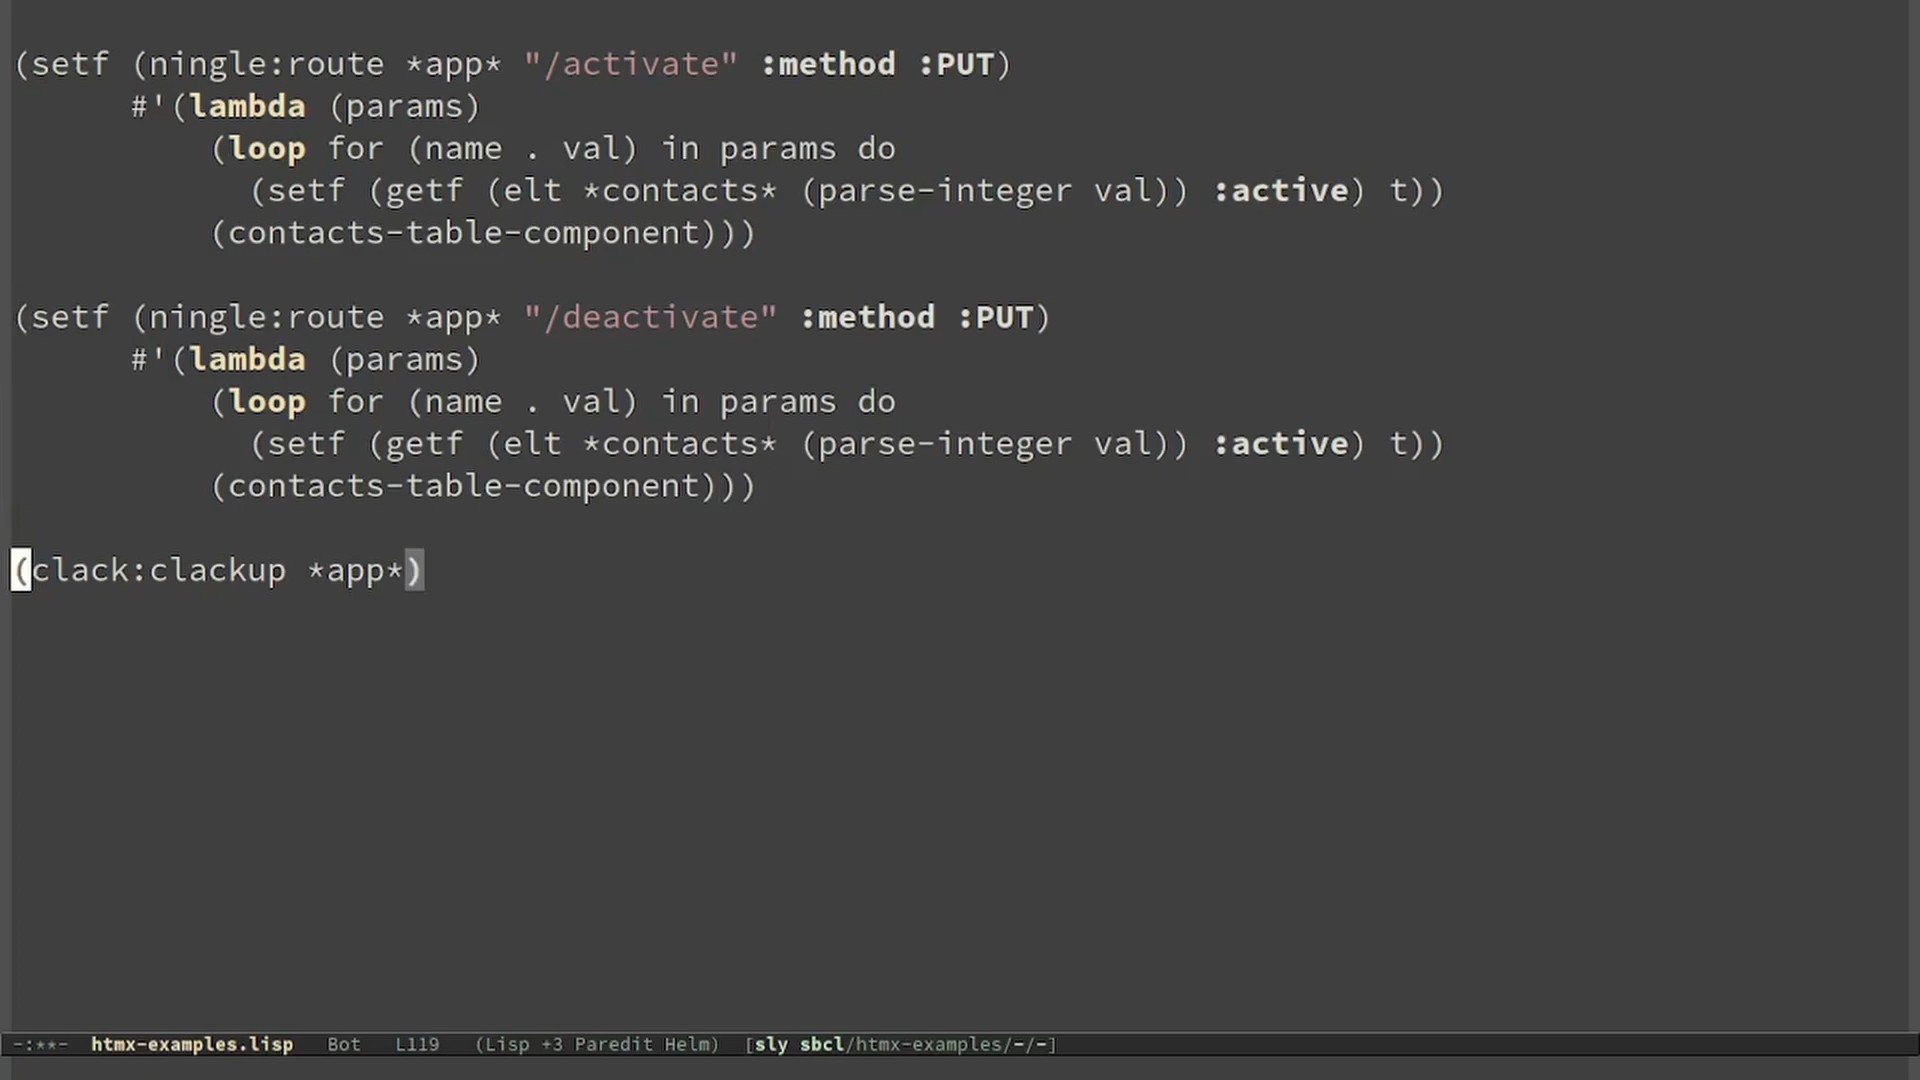 (setf (ningle:route *app* "/activate" :method :PUT)
      #'(lambda (params)
          (loop for (name . val) in params do
            (setf (getf (elt *contacts* (parse-integer val)) :active) t))
          (contacts-table-component)))
(setf (ningle:route *app* "/deactivate" :method :PUT)
      #'(lambda (params)
          (loop for (name . val) in params do
            (setf (getf (elt *contacts* (parse-integer val)) :active) t))
          (contacts-table-component)))
(clack:clackup *app*)
-:**-  htmx-examples.lisp   Bot   L119   (Lisp +3 Paredit Helm)  [sly sbcl/htmx-examples/-/-]